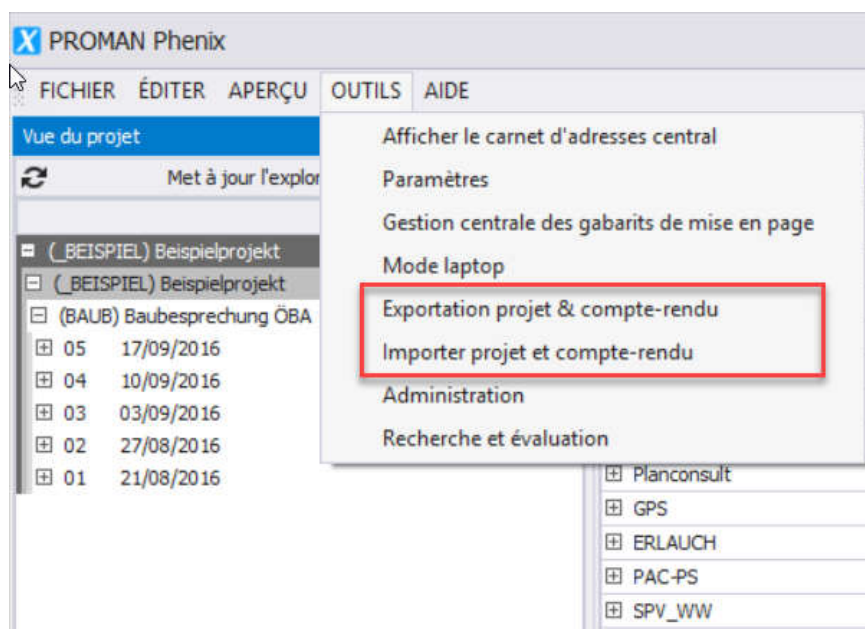 PROMAN Phenix
FICHIER ÉDITER APERÇU OUTILS AIDE
Vue du projet
Met à jour l'explor
Afficher le carnet d'adresses central
Paramètres
Gestion centrale des gabarits de mise en page
Mode laptop
Exportation projet & compte-rendu
Importer projet et compte-rendu
Administration
Recherche et évaluation
(_BEISPIEL) Beispielprojekt
(_BEISPIEL) Beispielprojekt
(BAUB) Baubesprechung ÖBA
05 17/09/2016
04 10/09/2016
03 03/09/2016
02 27/08/2016
01 21/08/2016
Planconsult
GPS
ERLAUCH
PAC-PS
SPV_WW